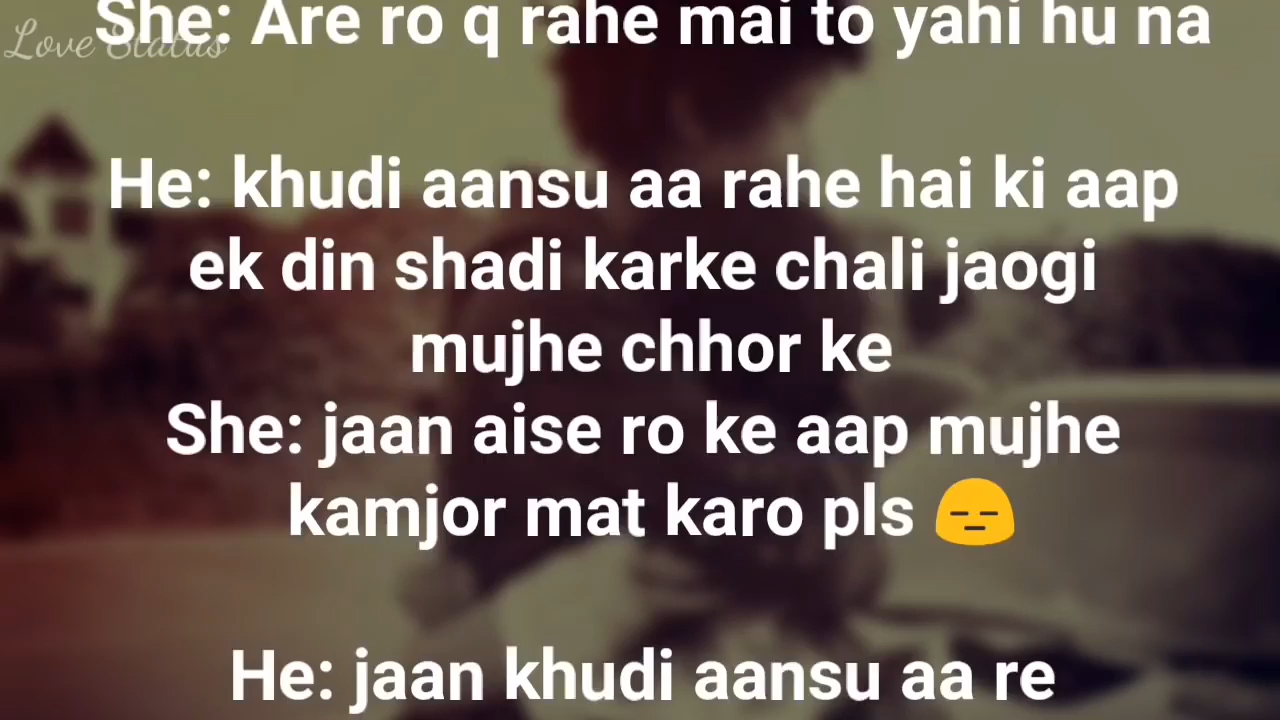 She: Are ro q rahe mai to yahi hu na
Love Status
He: khudi aansu aa rahe hai ki aap
ek din shadi karke chali jaogi
mujhe chhor ke
She: jaan aise ro ke aap mujhe
kamjor mat karo pls 😑
He: jaan khudi aansu aa re